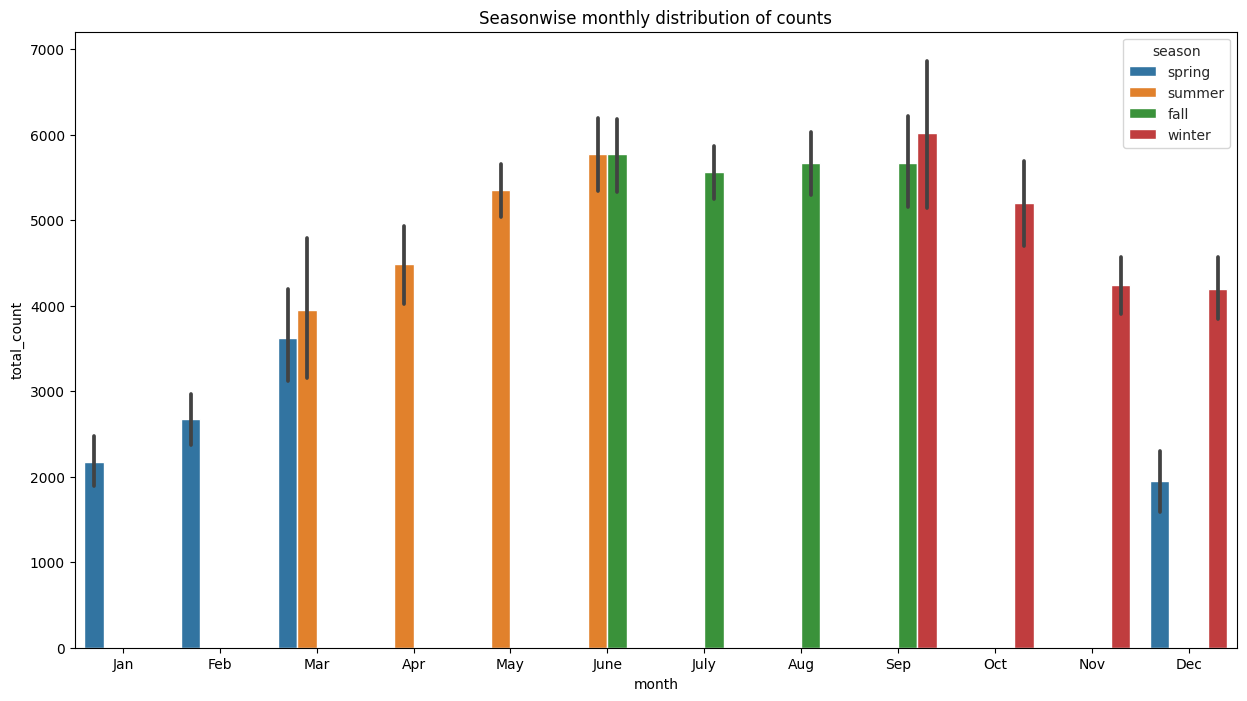 Seasonwise monthly distribution of counts
season
spring
summer
fall
winter
total_count
7000
6000
5000
4000
3000
2000
1000
0
Jan Feb Mar Apr May June July Aug Sep Oct Nov Dec
month